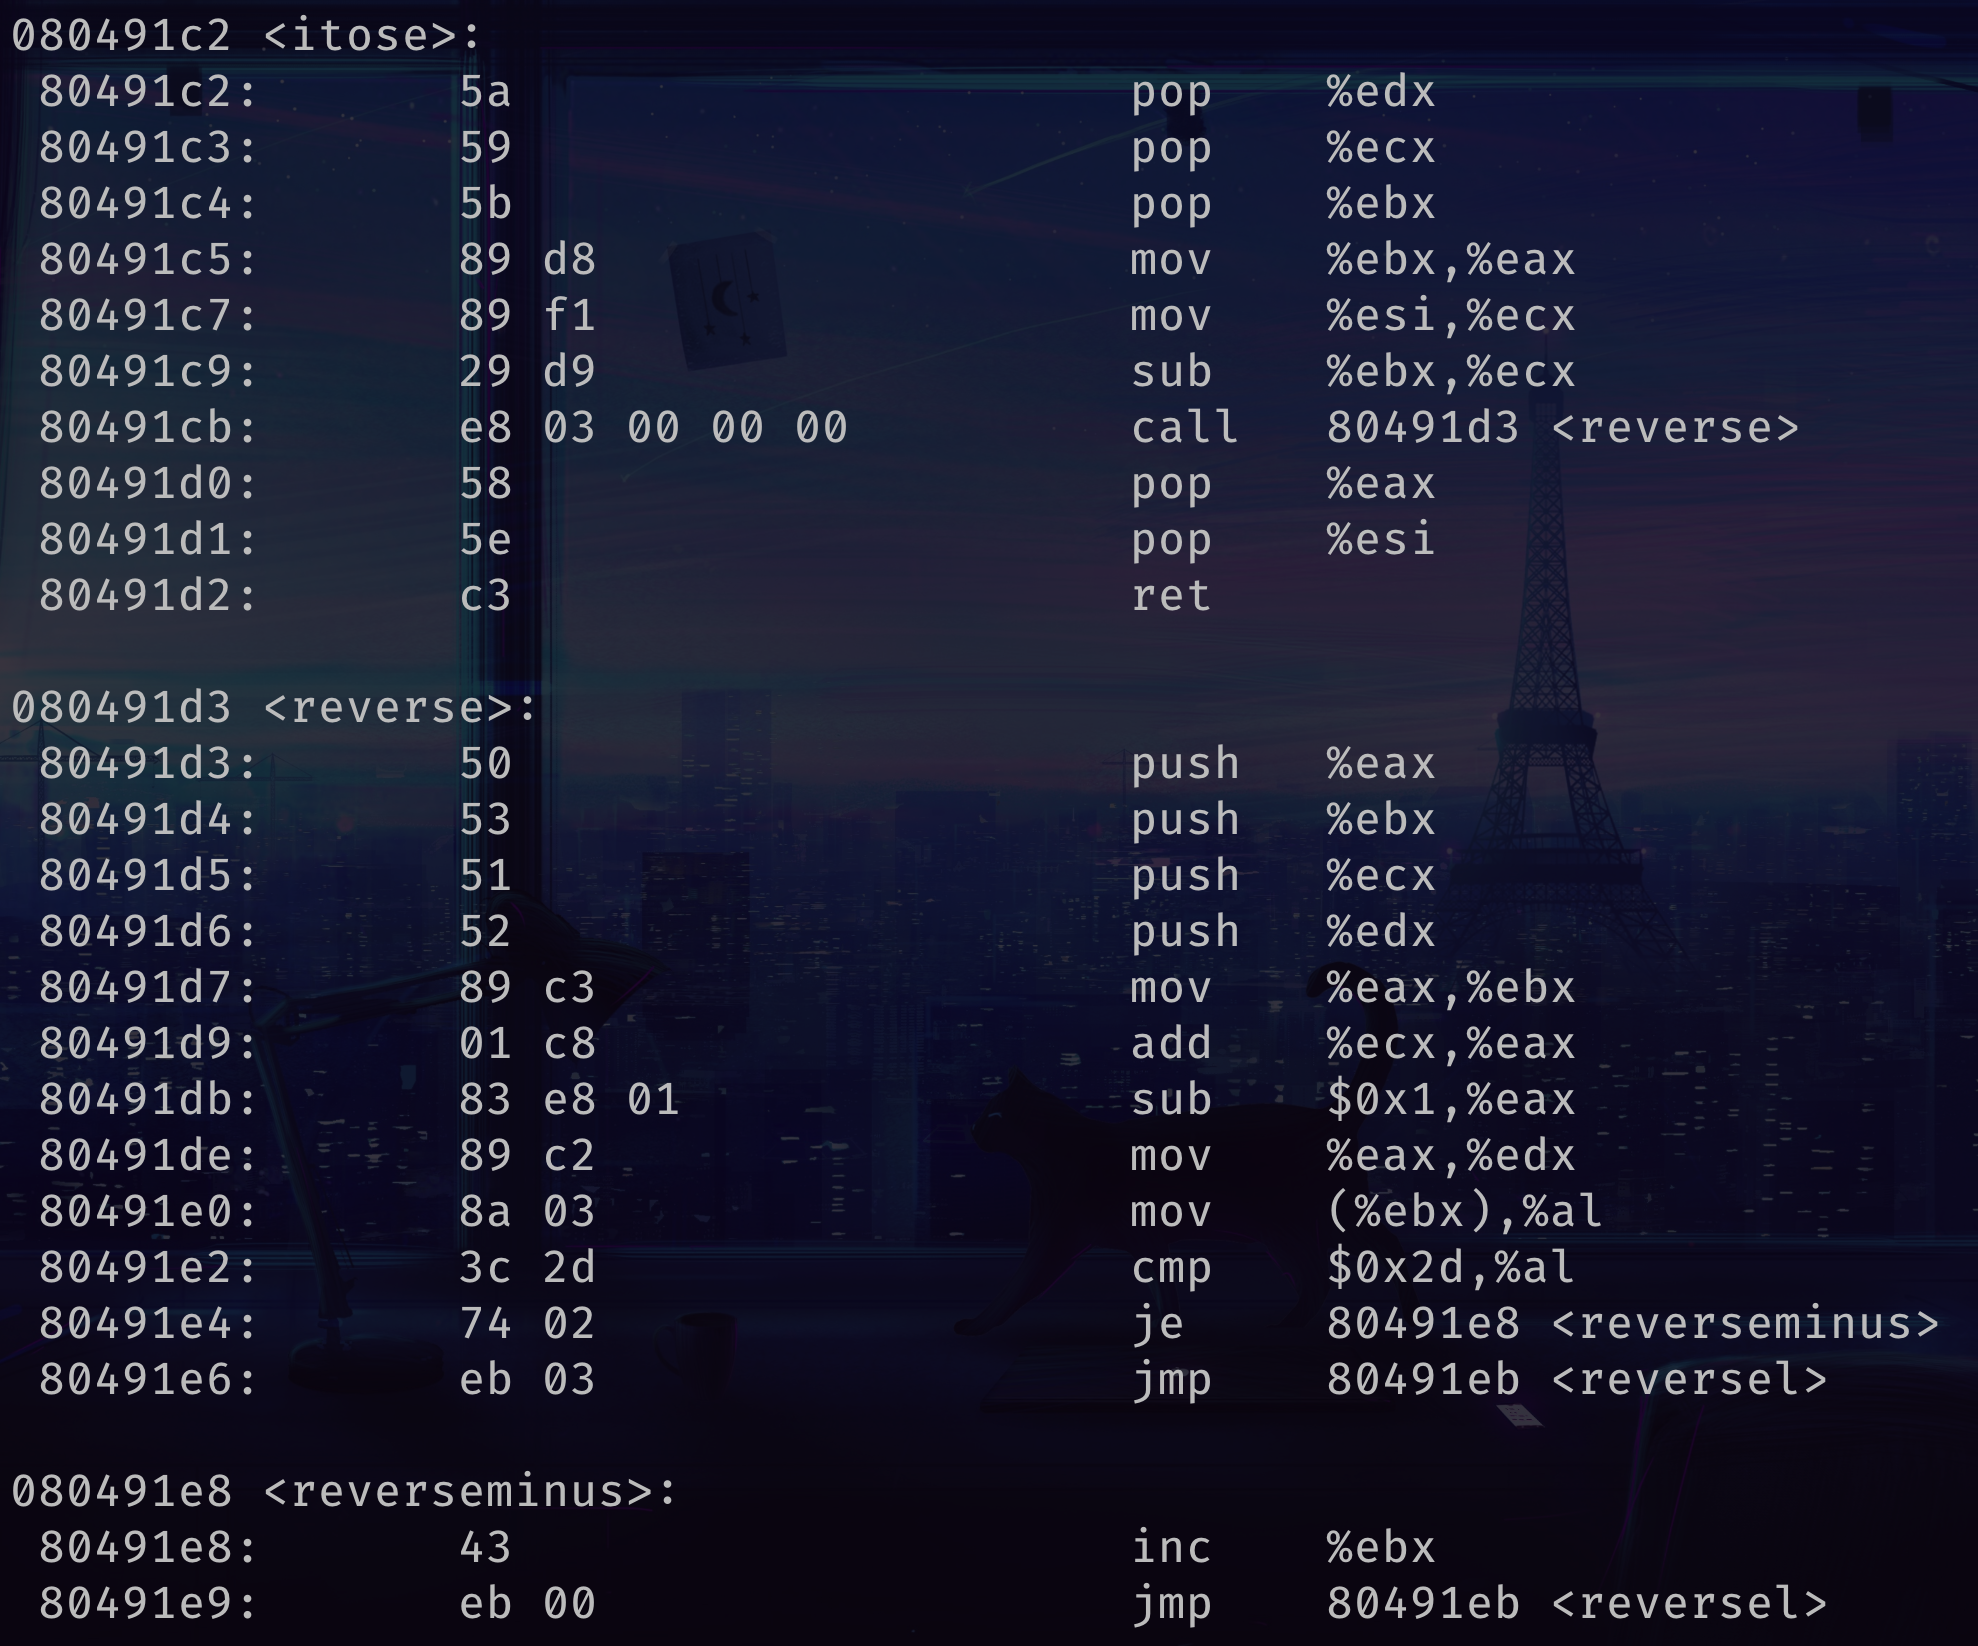 080491c2 <itose>:
80491c2: 5a pop %edx
80491c3: 59 pop %ecx
80491c4: 5b pop %ebx
80491c5: 89 d8 mov %ebx,%eax
80491c7: 89 f1 mov %esi,%ecx
80491c9: 29 d9 sub %ebx,%ecx
80491cb: e8 03 00 00 00 call 80491d3 <reverse>
80491d0: 58 pop %eax
80491d1: 5e pop %esi
80491d2: c3 ret
080491d3 <reverse>:
80491d3: 50 push %eax
80491d4: 53 push %ebx
80491d5: 51 push %ecx
80491d6: 52 push %edx
80491d7: 89 c3 mov %eax,%ebx
80491d9: 01 c8 add %ecx,%eax
80491db: 83 e8 01 sub $0x1,%eax
80491de: 89 c2 mov %eax,%edx
80491e0: 8a 03 mov (%ebx),%al
80491e2: 3c 2d cmp $0x2d,%al
80491e4: 74 02 je 80491e8 <reverseminus>
80491e6: eb 03 jmp 80491eb <reversel>
080491e8 <reverseminus>:
80491e8: 43 inc %ebx
80491e9: eb 00 jmp 80491eb <reversel>